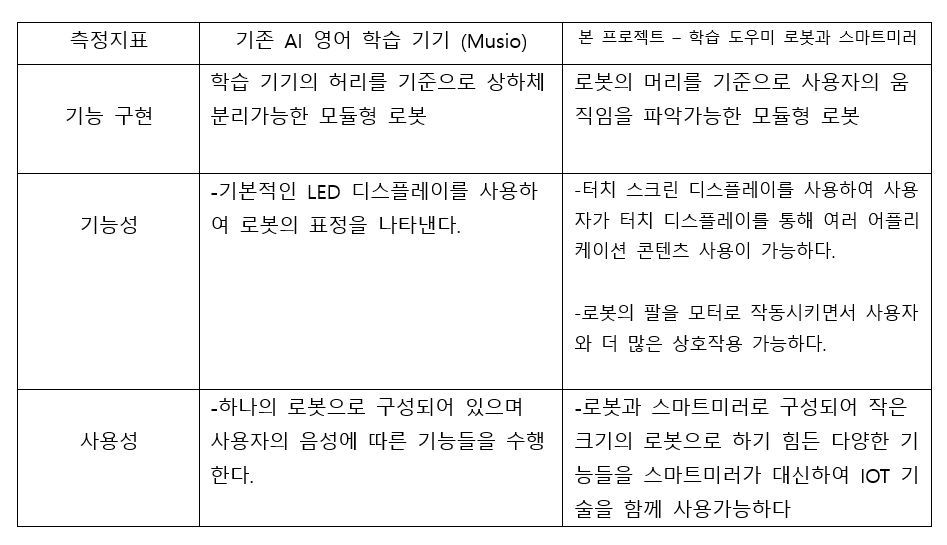 측정지표
기존 AI 영어 학습 기기 (Musio)
본 프로젝트 – 학습 도우미 로봇과 스마트미러
기능 구현
학습 기기의 허리를 기준으로 상하체
분리가능한 모듈형 로봇
로봇의 머리를 기준으로 사용자의 움
직임을 파악가능한 모듈형 로봇
기능성
-기본적인 LED 디스플레이를 사용하
여 로봇의 표정을 나타낸다.
-터치 스크린 디스플레이를 사용하여 사용
자가 터치 디스플레이를 통해 여러 어플리
케이션 콘텐츠 사용이 가능하다.
-로봇의 팔을 모터로 작동시키면서 사용자
와 더 많은 상호작용 가능하다.
사용성
-하나의 로봇으로 구성되어 있으며
사용자의 음성에 따른 기능들을 수행
한다.
-로봇과 스마트미러로 구성되어 작은
크기의 로봇으로 하기 힘든 다양한 기
능들을 스마트미러가 대신하여 IOT 기
술을 함께 사용가능하다